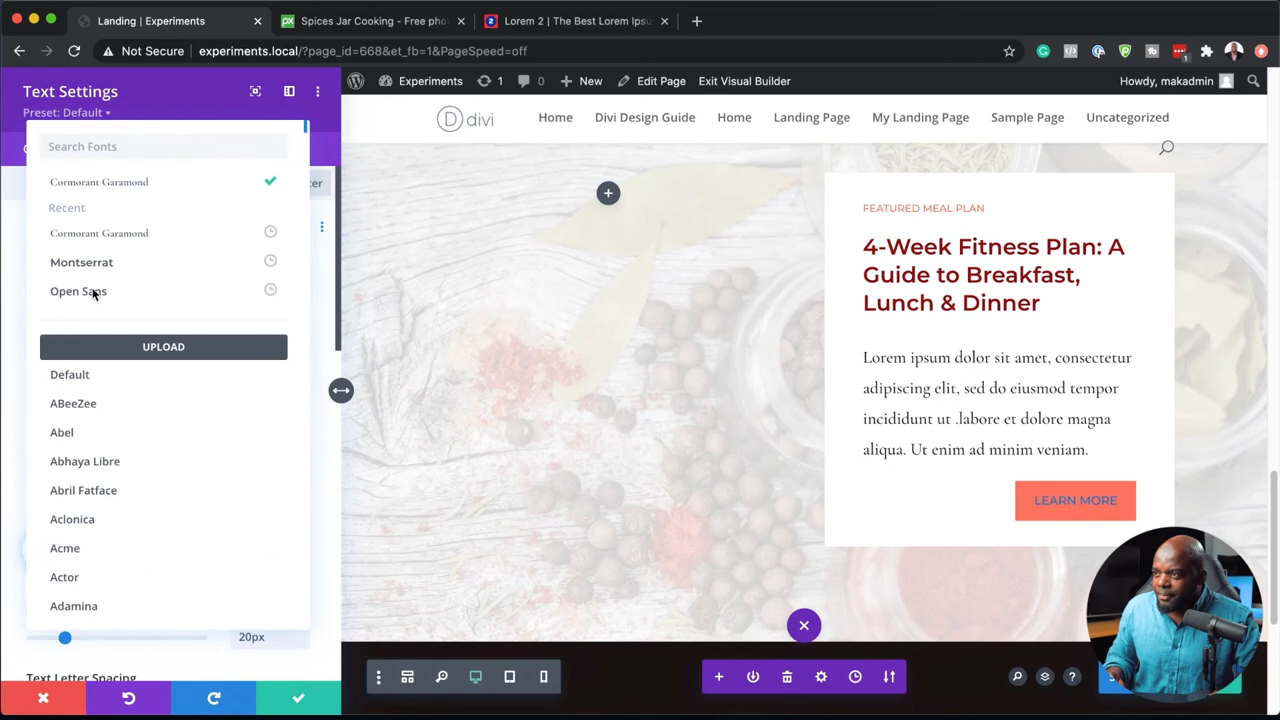 Landing | Experiments
Spices Jar Cooking - Free pho
Lorem 2 | The Best Lorem Ipsu
Not Secure
experiments.local/?page_id=668&et_fb=1&PageSpeed=off
Text Settings
Preset: Default
Experiments
1
0
New
Edit Page
Exit Visual Builder
Howdy, makadmin
divi
Home
Divi Design Guide
Home
Landing Page
My Landing Page
Sample Page
Uncategorized
Search Fonts
Cormorant Garamond
Recent
Cormorant Garamond
Montserrat
Open Sans
UPLOAD
Default
ABeeZee
Abel
Abhaya Libre
Abril Fatface
Aclonica
Acme
Actor
Adamina
20px
Text Letter Spacing
FEATURED MEAL PLAN
4-Week Fitness Plan: A
Guide to Breakfast,
Lunch & Dinner
Lorem ipsum dolor sit amet, consectetur
adipiscing elit, sed do eiusmod tempor
incididunt ut .labore et dolore magna
aliqua. Ut enim ad minim veniam.
LEARN MORE